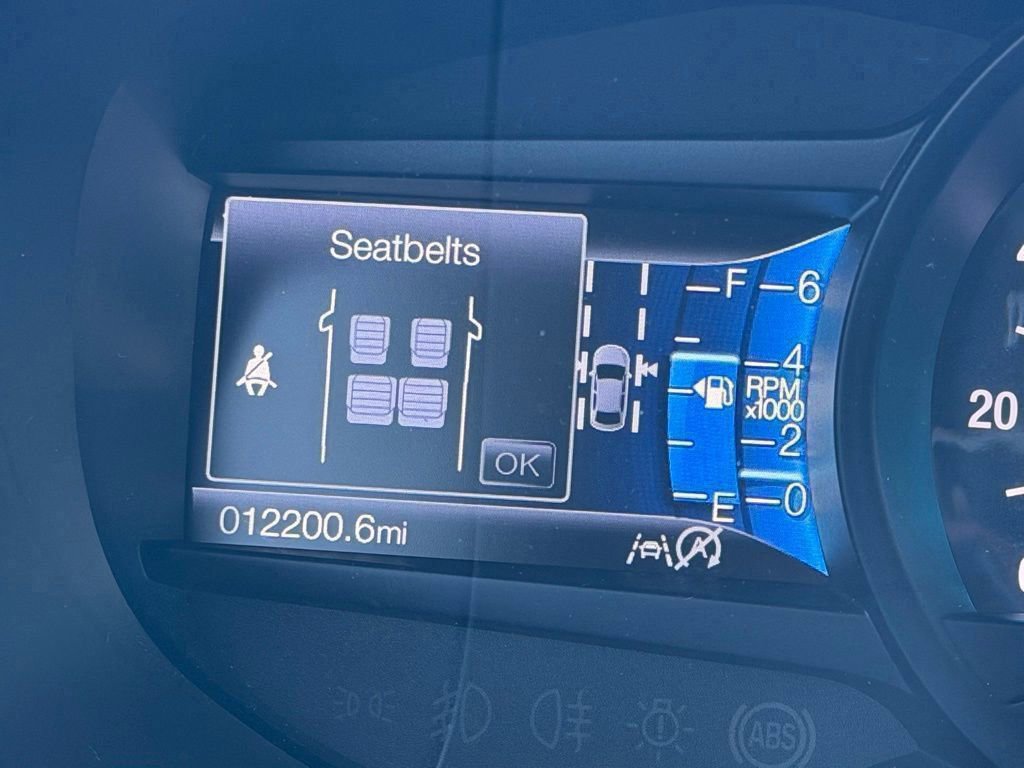 Seatbelts
OK
012200.6mi
F
E
6
4
RPM
x1000
2
0
A
20
ABS